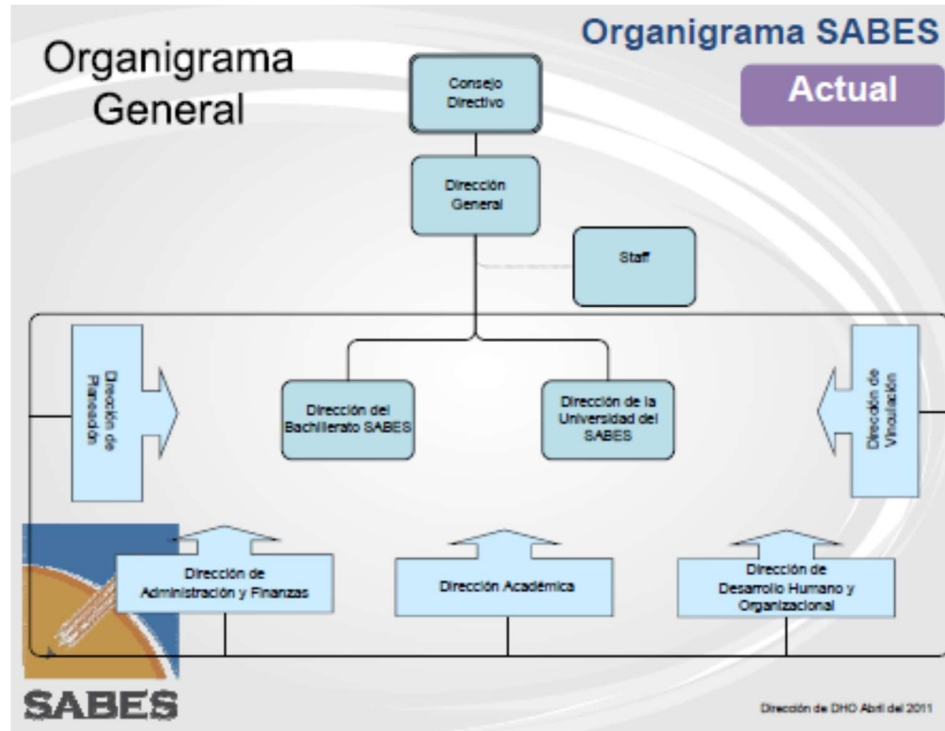 Organigrama
General
Organigrama SABES
Actual
Consejo
Directivo
Dirección
General
Staff
Dirección de
Planeación
Dirección del
Bachillerato SABES
Dirección de la
Universidad del
SABES
Dirección de
Vinculación
Dirección de
Administración y Finanzas
Dirección Académica
Dirección de
Desarrollo Humano y
Organizacional
SABES
Dirección de DHO Abril del 2011